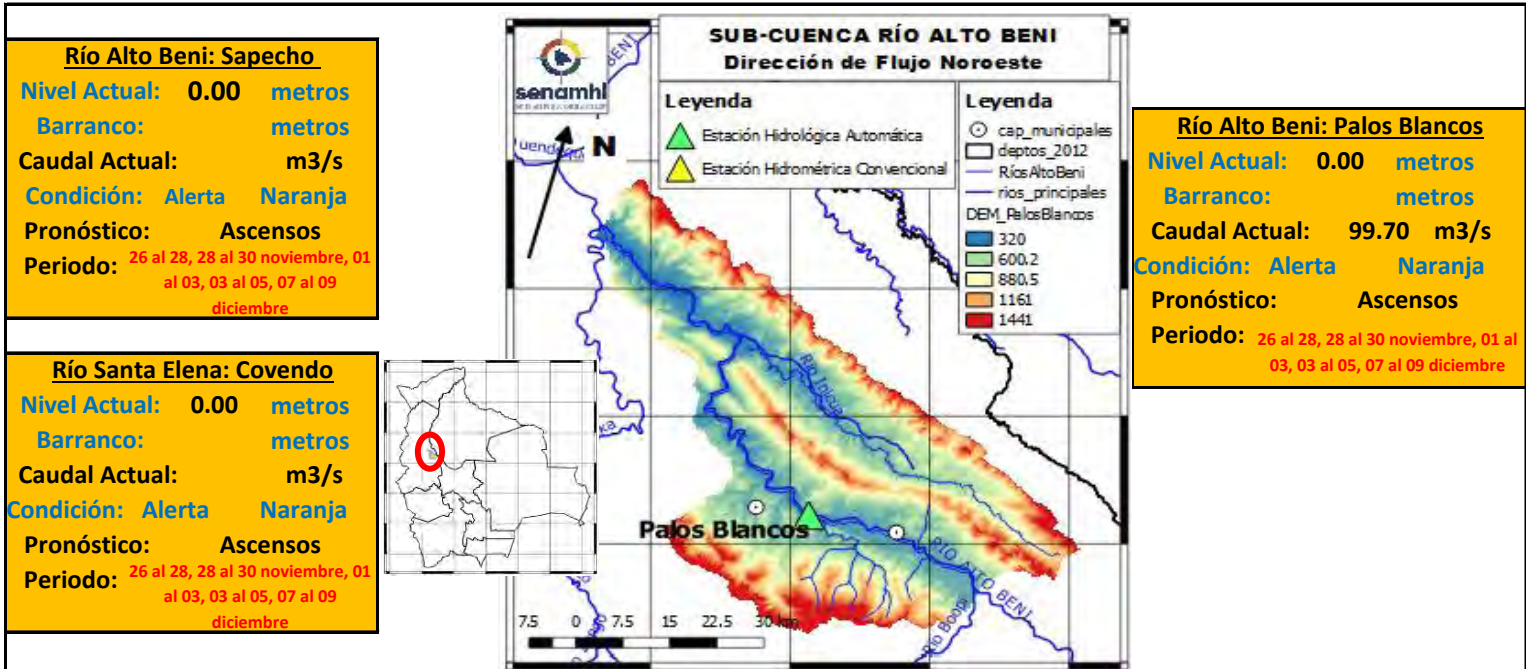 Río Alto Beni: Sapecho
Nivel Actual: 0.00 metros
Barranco: metros
Caudal Actual: m3/s
Condición: Alerta Naranja
Pronóstico: Ascensos
Periodo: 26 al 28, 28 al 30 noviembre, 01
al 03, 03 al 05, 07 al 09
diciembre
Río Santa Elena: Covendo
Nivel Actual: 0.00 metros
Barranco: metros
Caudal Actual: m3/s
Condición: Alerta Naranja
Pronóstico: Ascensos
Periodo: 26 al 28, 28 al 30 noviembre, 01
al 03, 03 al 05, 07 al 09
diciembre
senamhi
SUB-CUENCA RÍO ALTO BENI
Dirección de Flujo Noroeste
Leyenda
Estación Hidrológica Automática
Estación Hidrométrica Convencional
Leyenda
cap_municipales
deptos_2012
RíosAltoBeni
rios_principales
DEM_PalosBlancos
320
600.2
880.5
1161
1441
N
BENI
Río Inicua
Palos Blancos
RIO ALTO BENI
Río Boopi
7.5 0 7.5 15 22.5 30 km
Río Alto Beni: Palos Blancos
Nivel Actual: 0.00 metros
Barranco: metros
Caudal Actual: 99.70 m3/s
Condición: Alerta Naranja
Pronóstico: Ascensos
Periodo: 26 al 28, 28 al 30 noviembre, 01 al
03, 03 al 05, 07 al 09 diciembre